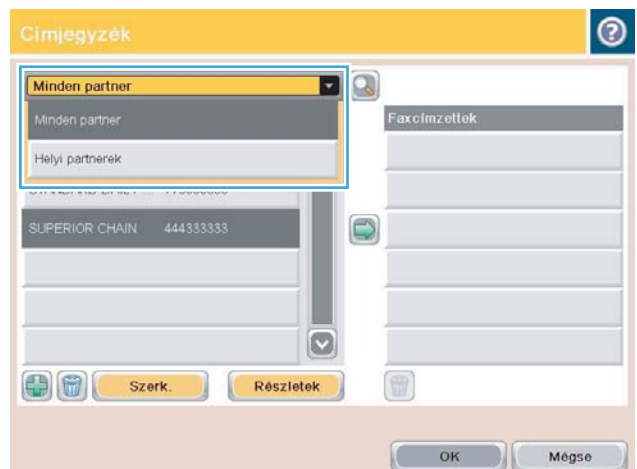 Címjegyzék
Minden partner
Minden partner
Faxcímzettek
Helyi partnerek
SUPERIOR CHAIN 444333333
Szerk.
Részletek
OK
Mégse